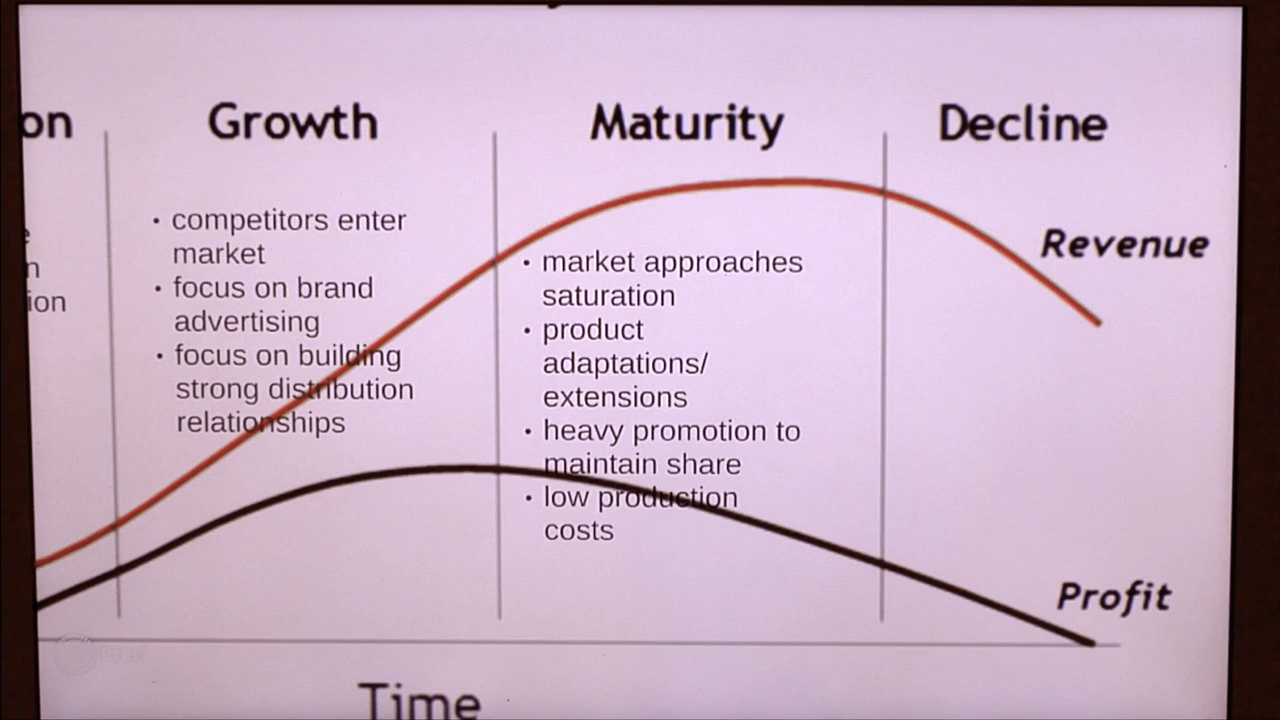 on
Growth
Maturity
Decline
competitors enter
market
focus on brand
advertising
focus on building
strong distribution
relationships
market approaches
saturation
product
adaptations/
extensions
heavy promotion to
maintain share
low production
costs
n
ion
Revenue
Profit
Time